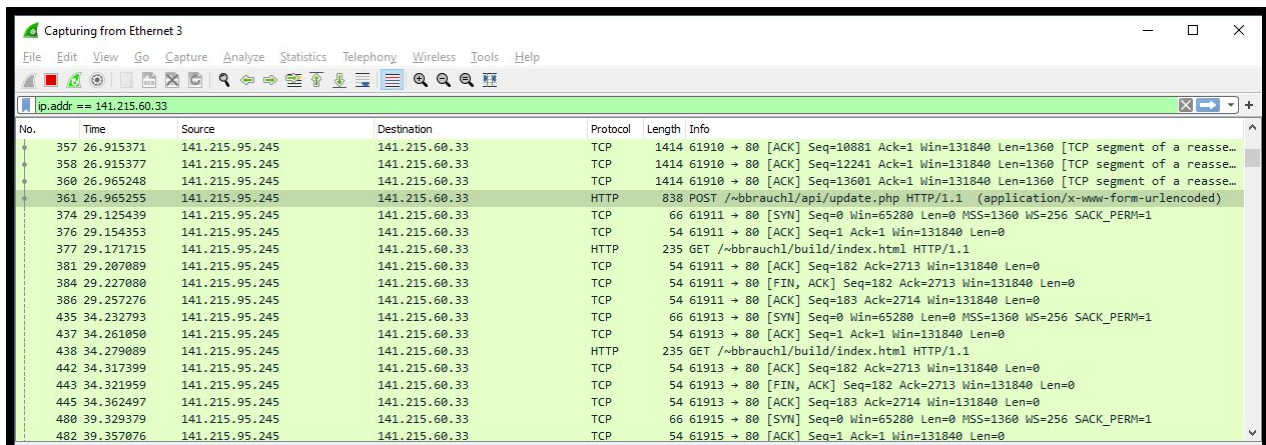 Capturing from Ethernet 3
File Edit View Go Capture Analyze Statistics Telephony Wireless Tools Help
ip.addr == 141.215.60.33
No. Time Source Destination Protocol Length Info
357 26.915371 141.215.95.245 141.215.60.33 TCP 1414 61910 → 80 [ACK] Seq=10881 Ack=1 Win=131840 Len=1360 [TCP segment of a reasse…
358 26.915377 141.215.95.245 141.215.60.33 TCP 1414 61910 → 80 [ACK] Seq=12241 Ack=1 Win=131840 Len=1360 [TCP segment of a reasse…
360 26.965248 141.215.95.245 141.215.60.33 TCP 1414 61910 → 80 [ACK] Seq=13601 Ack=1 Win=131840 Len=1360 [TCP segment of a reasse…
361 26.965255 141.215.95.245 141.215.60.33 HTTP 838 POST /~bbrauchl/api/update.php HTTP/1.1 (application/x-www-form-urlencoded)
374 29.125439 141.215.95.245 141.215.60.33 TCP 66 61911 → 80 [SYN] Seq=0 Win=65280 Len=0 MSS=1360 WS=256 SACK_PERM=1
376 29.154353 141.215.95.245 141.215.60.33 TCP 54 61911 → 80 [ACK] Seq=1 Ack=1 Win=131840 Len=0
377 29.171715 141.215.95.245 141.215.60.33 HTTP 235 GET /~bbrauchl/build/index.html HTTP/1.1
381 29.207089 141.215.95.245 141.215.60.33 TCP 54 61911 → 80 [ACK] Seq=182 Ack=2713 Win=131840 Len=0
384 29.227080 141.215.95.245 141.215.60.33 TCP 54 61911 → 80 [FIN, ACK] Seq=182 Ack=2713 Win=131840 Len=0
386 29.257276 141.215.95.245 141.215.60.33 TCP 54 61911 → 80 [ACK] Seq=183 Ack=2714 Win=131840 Len=0
435 34.232793 141.215.95.245 141.215.60.33 TCP 66 61913 → 80 [SYN] Seq=0 Win=65280 Len=0 MSS=1360 WS=256 SACK_PERM=1
437 34.261050 141.215.95.245 141.215.60.33 TCP 54 61913 → 80 [ACK] Seq=1 Ack=1 Win=131840 Len=0
438 34.279089 141.215.95.245 141.215.60.33 HTTP 235 GET /~bbrauchl/build/index.html HTTP/1.1
442 34.317399 141.215.95.245 141.215.60.33 TCP 54 61913 → 80 [ACK] Seq=182 Ack=2713 Win=131840 Len=0
443 34.321959 141.215.95.245 141.215.60.33 TCP 54 61913 → 80 [FIN, ACK] Seq=182 Ack=2713 Win=131840 Len=0
445 34.362497 141.215.95.245 141.215.60.33 TCP 54 61913 → 80 [ACK] Seq=183 Ack=2714 Win=131840 Len=0
480 39.329379 141.215.95.245 141.215.60.33 TCP 66 61915 → 80 [SYN] Seq=0 Win=65280 Len=0 MSS=1360 WS=256 SACK_PERM=1
482 39.357076 141.215.95.245 141.215.60.33 TCP 54 61915 → 80 [ACK] Seq=1 Ack=1 Win=131840 Len=0